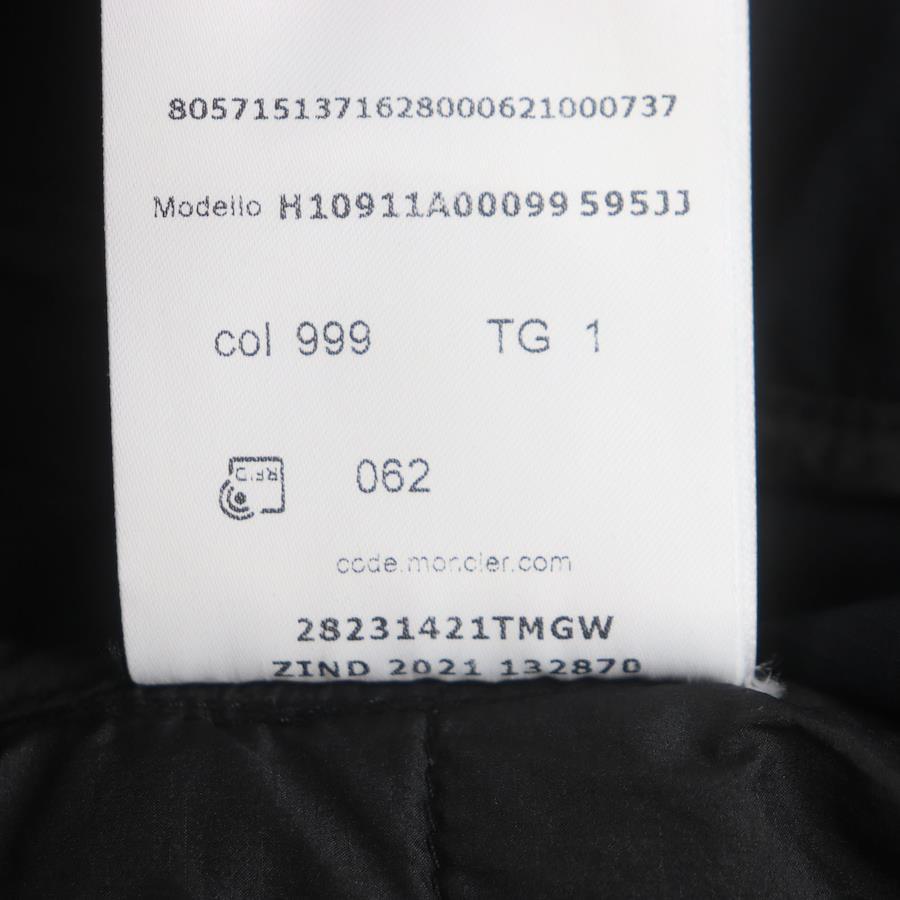 8057151371628000621000737
Modello H10911A00099 595JJ
col 999 TG 1
RFID 062
code.moncler.com
28231421TMGW
ZIND 2021 132870